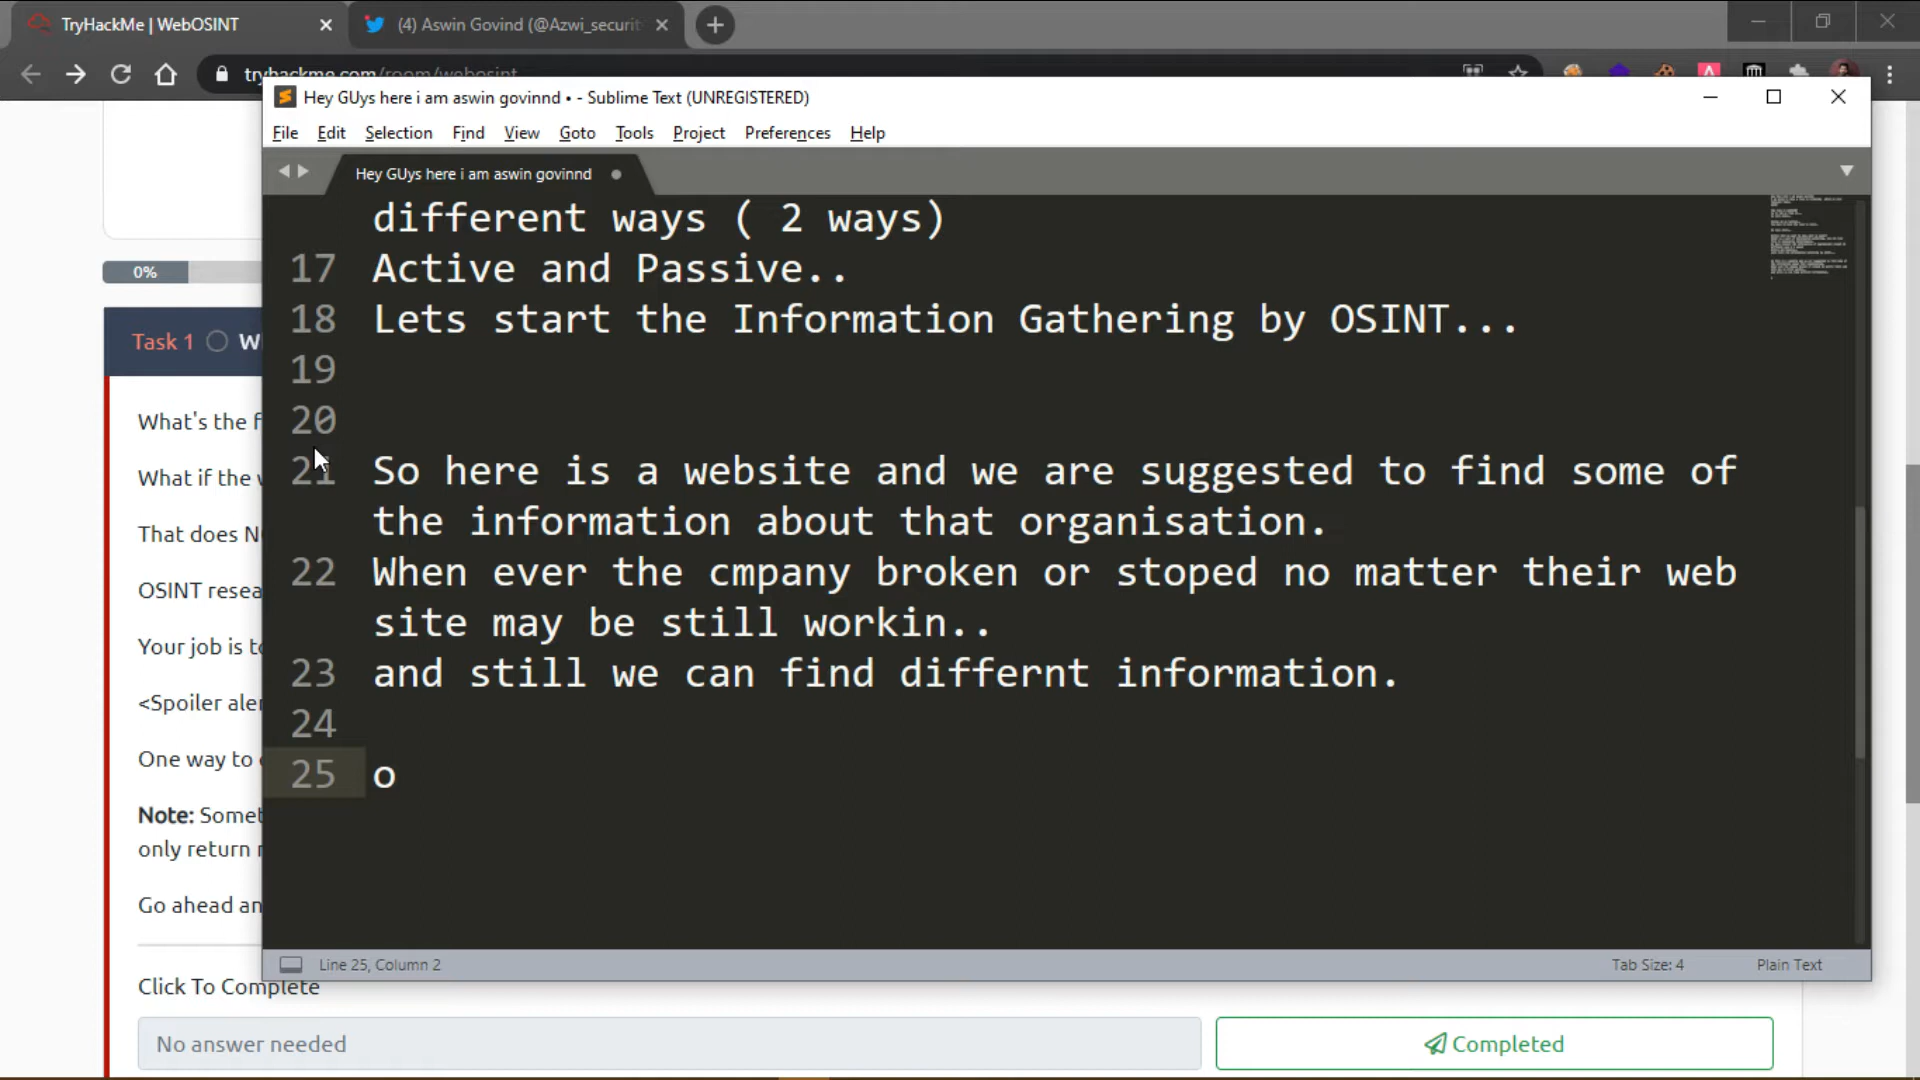 TryHackMe | WebOSINT
(4) Aswin Govind (@Azwi_securit
tryhackme.com/room/webosint
Hey GUys here i am aswin govinnd • - Sublime Text (UNREGISTERED)
File Edit Selection Find View Goto Tools Project Preferences Help
Hey GUys here i am aswin govinnd
different ways ( 2 ways)
17 Active and Passive..
18 Lets start the Information Gathering by OSINT...
19
20
21 So here is a website and we are suggested to find some of
the information about that organisation.
22 When ever the cmpany broken or stoped no matter their web
site may be still workin..
23 and still we can find differnt information.
24
25 o
Line 25, Column 2
Tab Size: 4
Plain Text
0%
Task 1
What's the f
What if the
That does N
OSINT resea
Your job is to
<Spoiler aler
One way to
Note: Somet
only return
Go ahead an
Click To Complete
No answer needed
Completed